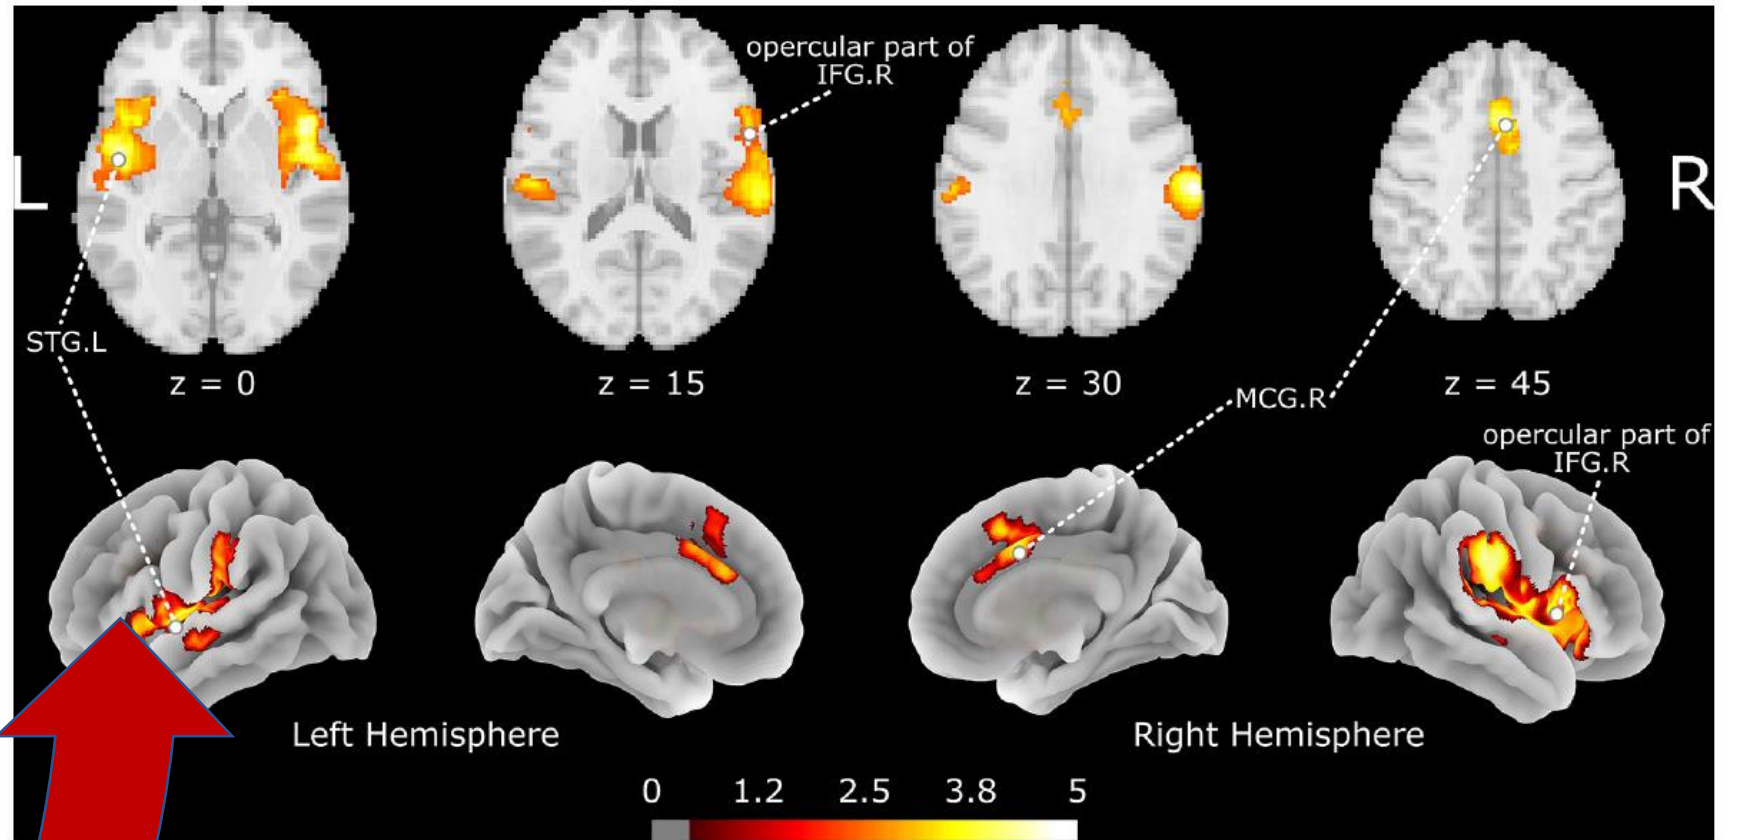 opercular part of
IFG.R
L
R
STG.L
z = 0
z = 15
z = 30
z = 45
MCG.R
opercular part of
IFG.R
Left Hemisphere
Right Hemisphere
0 1.2 2.5 3.8 5